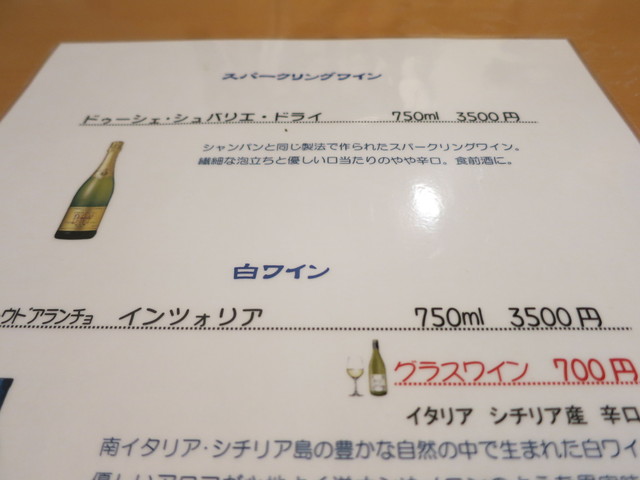 スパークリングワイン
ドゥーシェ・シュバリエ・ドライ 750ml 3500円
シャンパンと同じ製法で作られたスパークリングワイン。
繊細な泡立ちと優しい口当たりのやや辛口。食前酒に。
白ワイン
ウドアランチョ インツォリア 750ml 3500円
グラスワイン 700円
イタリア シチリア産 辛口
南イタリア・シチリア島の豊かな自然の中で生まれた白ワイ